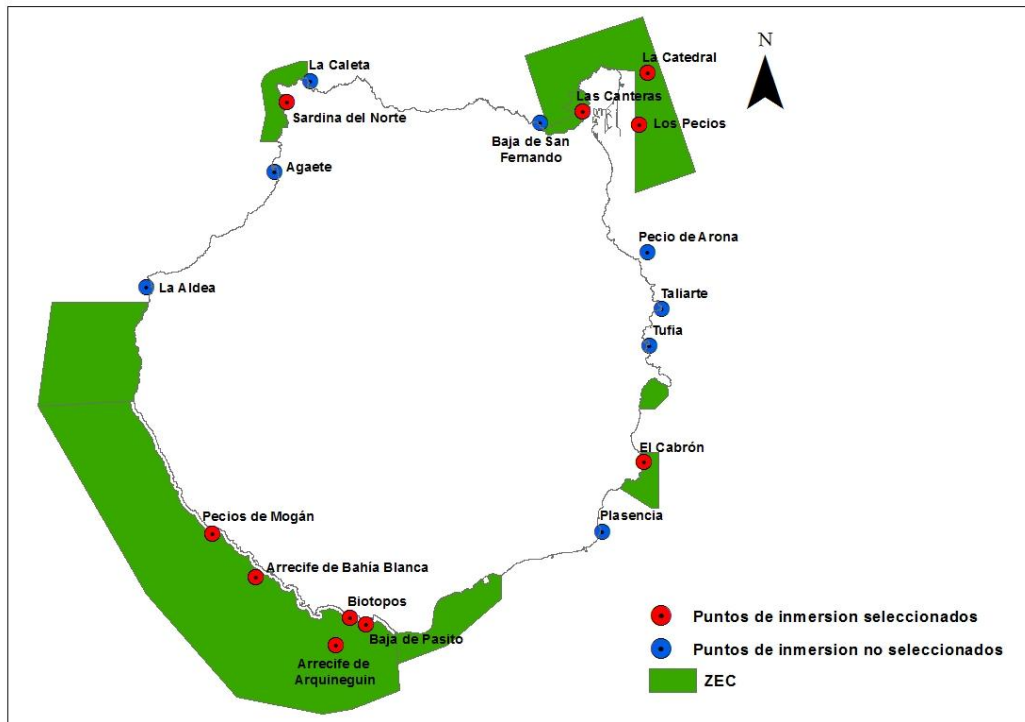 N
La Caleta
La Catedral
Sardina del Norte
Las Canteras
Los Pecios
Baja de San
Fernando
Agaete
Pecio de Arona
La Aldea
Taliarte
Tufia
El Cabrón
Pecios de Mogán
Plasencia
Arrecife de Bahía Blanca
Biotopos
Baja de Pasito
Arrecife de
Arquineguin
Puntos de inmersion seleccionados
Puntos de inmersion no seleccionados
ZEC